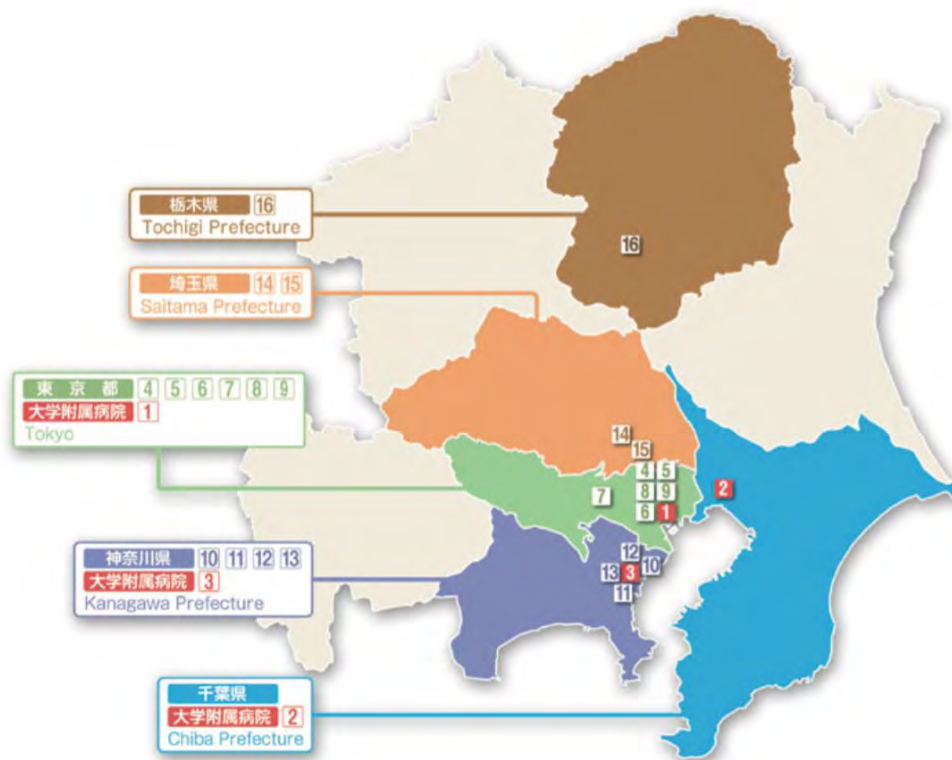 栃木県 16
Tochigi Prefecture
16
埼玉県 14 15
Saitama Prefecture
東 京 都 4 5 6 7 8 9
大学附属病院 1
Tokyo
14
15
4 5
7 8 9 2
6 1
神奈川県 10 11 12 13
大学附属病院 3
Kanagawa Prefecture
12
13 3 10
11
千葉県
大学附属病院 2
Chiba Prefecture